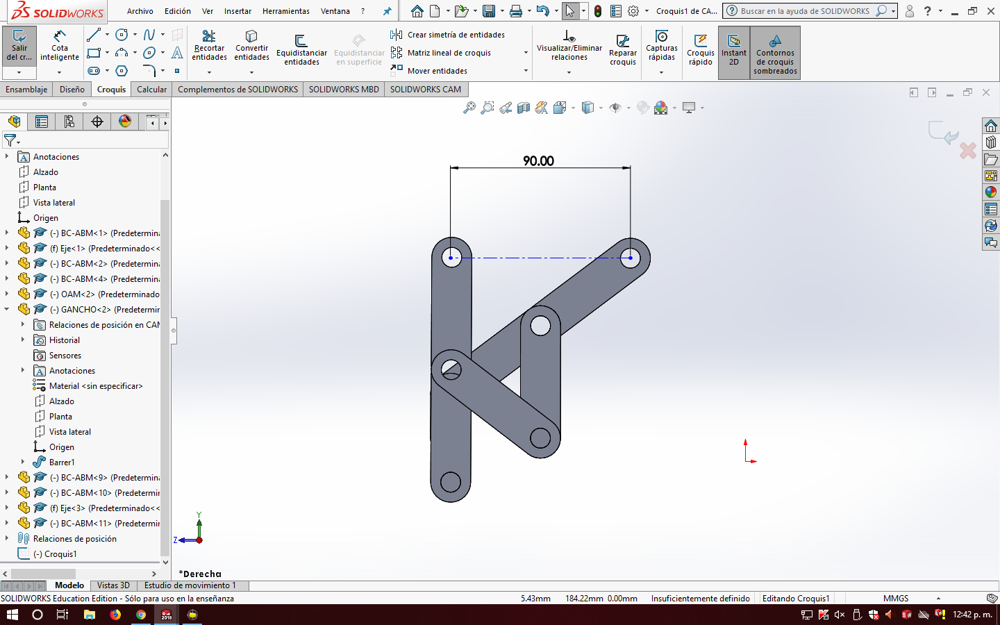 SOLIDWORKS
Archivo Edición Ver Insertar Herramientas Ventana ?
Croquis1 de CA...
Buscar en la ayuda de SOLIDWORKS
?
Salir del cr...
Cota inteligente
Recortar entidades
Convertir entidades
Equidistanciar entidades
Equidistanciar en superficie
Crear simetría de entidades
Matriz lineal de croquis
Mover entidades
Visualizar/Eliminar relaciones
Reparar croquis
Capturas rápidas
Croquis rápido
Instant 2D
Contornos de croquis sombreados
Ensamblaje Diseño Croquis Calcular Complementos de SOLIDWORKS SOLIDWORKS MBD SOLIDWORKS CAM
Anotaciones
Alzado
Planta
Vista lateral
Origen
(-) BC-ABM<1> (Predetermina
(f) Eje<1> (Predeterminado<<
(-) BC-ABM<2> (Predetermina
(-) BC-ABM<4> (Predetermina
(-) OAM<2> (Predeterminado
(-) GANCHO<2> (Predetermin
Relaciones de posición en CAM
Historial
Sensores
Anotaciones
Material <sin especificar>
Alzado
Planta
Vista lateral
Origen
Barrer1
(-) BC-ABM<9> (Predetermina
(-) BC-ABM<10> (Predetermin
(f) Eje<3> (Predeterminado<<
(-) BC-ABM<11> (Predetermin
Relaciones de posición
(-) Croquis1
90.00
Y
Z
*Derecha
Modelo Vistas 3D Estudio de movimiento 1
SOLIDWORKS Education Edition - Sólo para uso en la enseñanza
5.43mm 184.22mm 0.00mm Insuficientemente definido Editando Croquis1 MMGS
12:42 p. m.